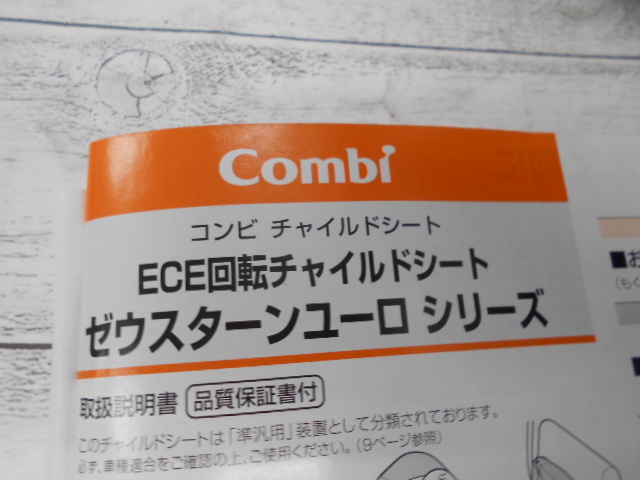 Combi
コンビ チャイルドシート
ECE回転チャイルドシート
ゼウスターンユーロ シリーズ
取扱説明書 品質保証書付
このチャイルドシートは「準汎用」装置として分類されております。
必ず、車種適合をご確認の上、ご使用ください。(9ページ参照)
■お
(もく